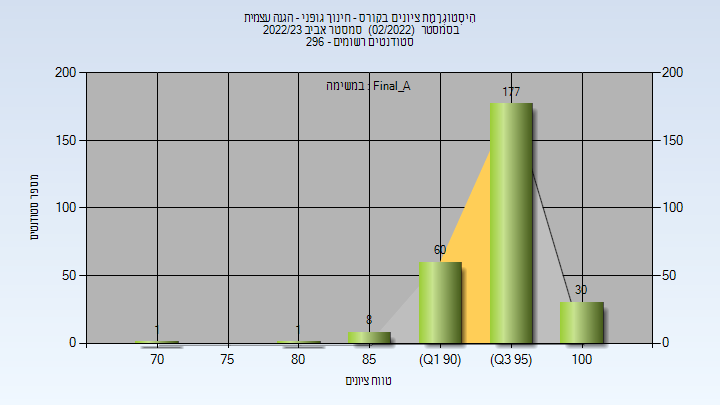 היסטוגרמת ציונים בקורס - חינוך גופני - הגנה עצמית
בסמסטר (02/2022) סמסטר אביב 2022/23
סטודנטים רשומים - 296
במשימה : Final_A
200
150
100
50
0
200
150
100
50
0
מספר סטודנטים
1
1
8
60
177
30
70
75
80
85
(Q1 90)
(Q3 95)
100
טווח ציונים